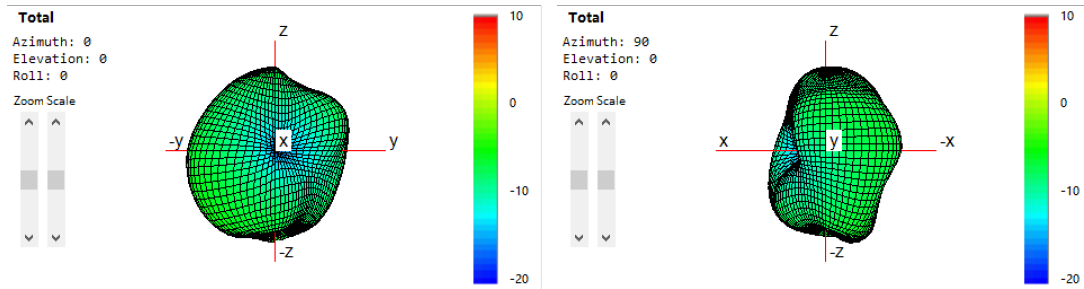 Total
Azimuth: 0
Elevation: 0
Roll: 0
Zoom Scale
Z
-y
x
y
-Z
10
0
-10
-20
Total
Azimuth: 90
Elevation: 0
Roll: 0
Zoom Scale
Z
x
y
-x
-Z
10
0
-10
-20